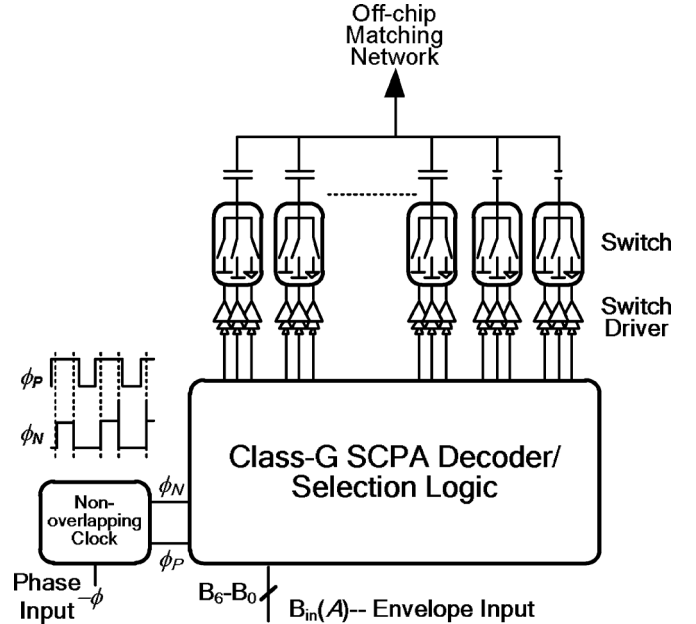 Off-chip
Matching
Network
Switch
Switch
Driver
ϕP
ϕN
Class-G SCPA Decoder/
Selection Logic
Non-
overlapping
Clock
ϕN
ϕP
Phase
Input
-ϕ
B6-B0
Bin(A)-- Envelope Input